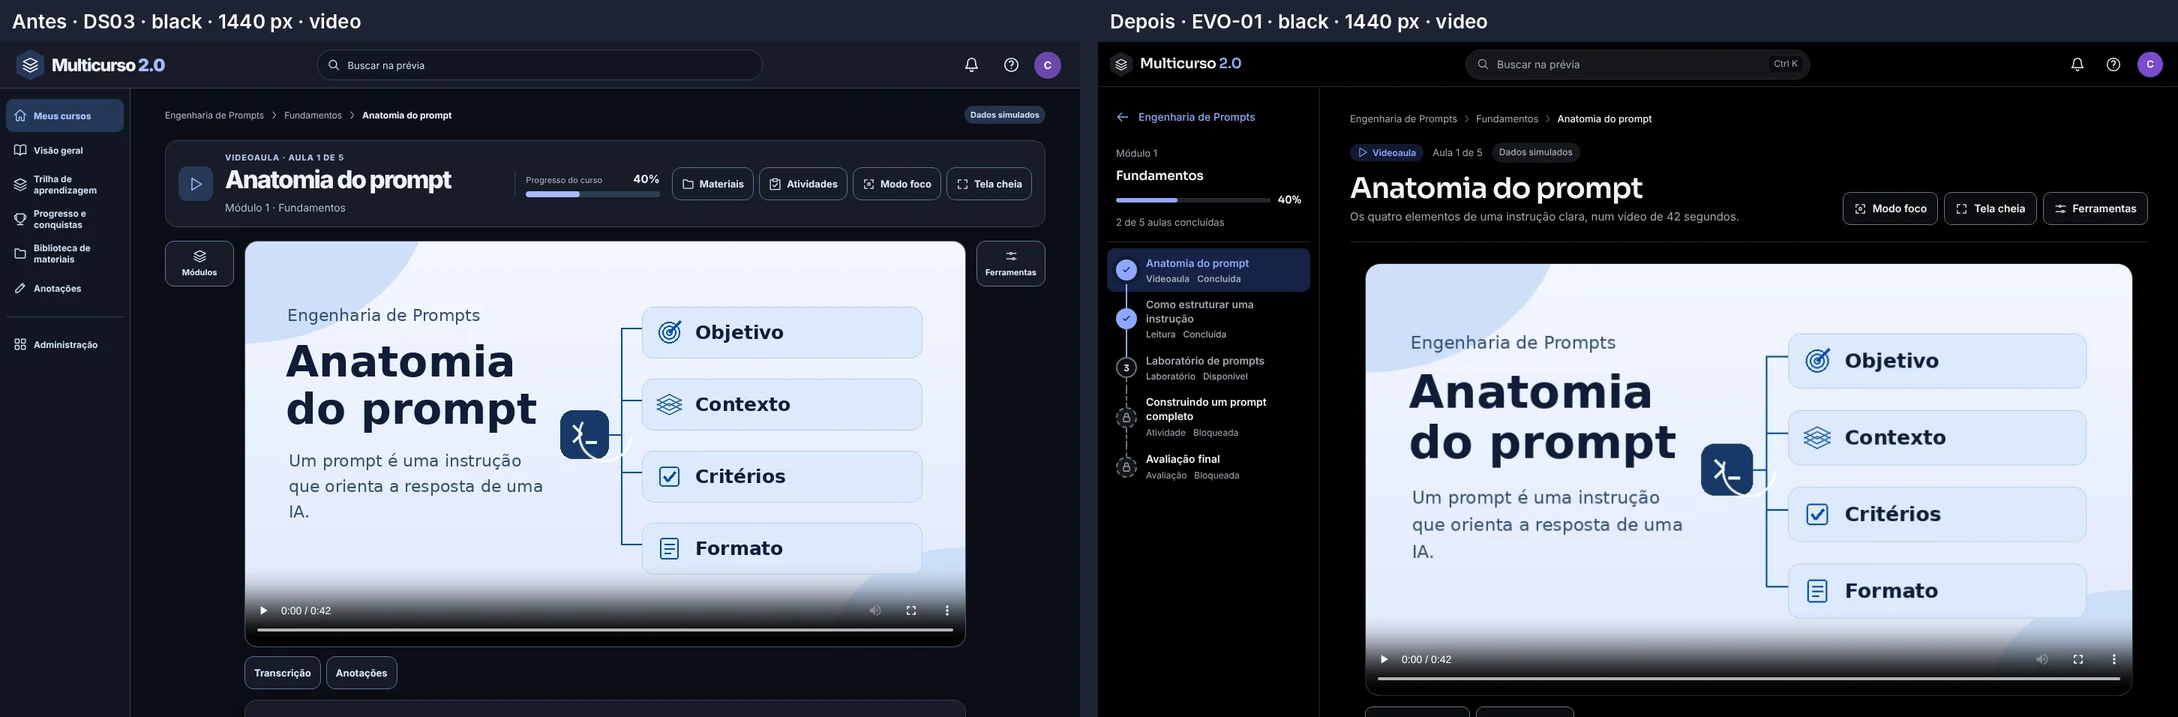 Antes · DS03 · black · 1440 px · video
Multicurso 2.0
Buscar na prévia
C
Meus cursos
Visão geral
Trilha de
aprendizagem
Progresso e
conquistas
Biblioteca de
materiais
Anotações
Administração
Engenharia de Prompts > Fundamentos > Anatomia do prompt
Dados simulados
VIDEOAULA · AULA 1 DE 5
Anatomia do prompt
Módulo 1 · Fundamentos
Progresso do curso 40%
Materiais
Atividades
Modo foco
Tela cheia
Módulos
Ferramentas
Engenharia de Prompts
Anatomia
do prompt
Um prompt é uma instrução
que orienta a resposta de uma
IA.
Objetivo
Contexto
Critérios
Formato
0:00 / 0:42
Transcrição
Anotações
Depois · EVO-01 · black · 1440 px · video
Multicurso 2.0
Buscar na prévia
Ctrl K
C
Engenharia de Prompts
Módulo 1
Fundamentos
40%
2 de 5 aulas concluídas
Anatomia do prompt
Videoaula Concluída
Como estruturar uma
instrução
Leitura Concluída
3
Laboratório de prompts
Laboratório Disponível
Construindo um prompt
completo
Atividade Bloqueada
Avaliação final
Avaliação Bloqueada
Engenharia de Prompts > Fundamentos > Anatomia do prompt
Videoaula
Aula 1 de 5
Dados simulados
Anatomia do prompt
Os quatro elementos de uma instrução clara, num vídeo de 42 segundos.
Modo foco
Tela cheia
Ferramentas
Engenharia de Prompts
Anatomia
do prompt
Um prompt é uma instrução
que orienta a resposta de uma
IA.
Objetivo
Contexto
Critérios
Formato
0:00 / 0:42